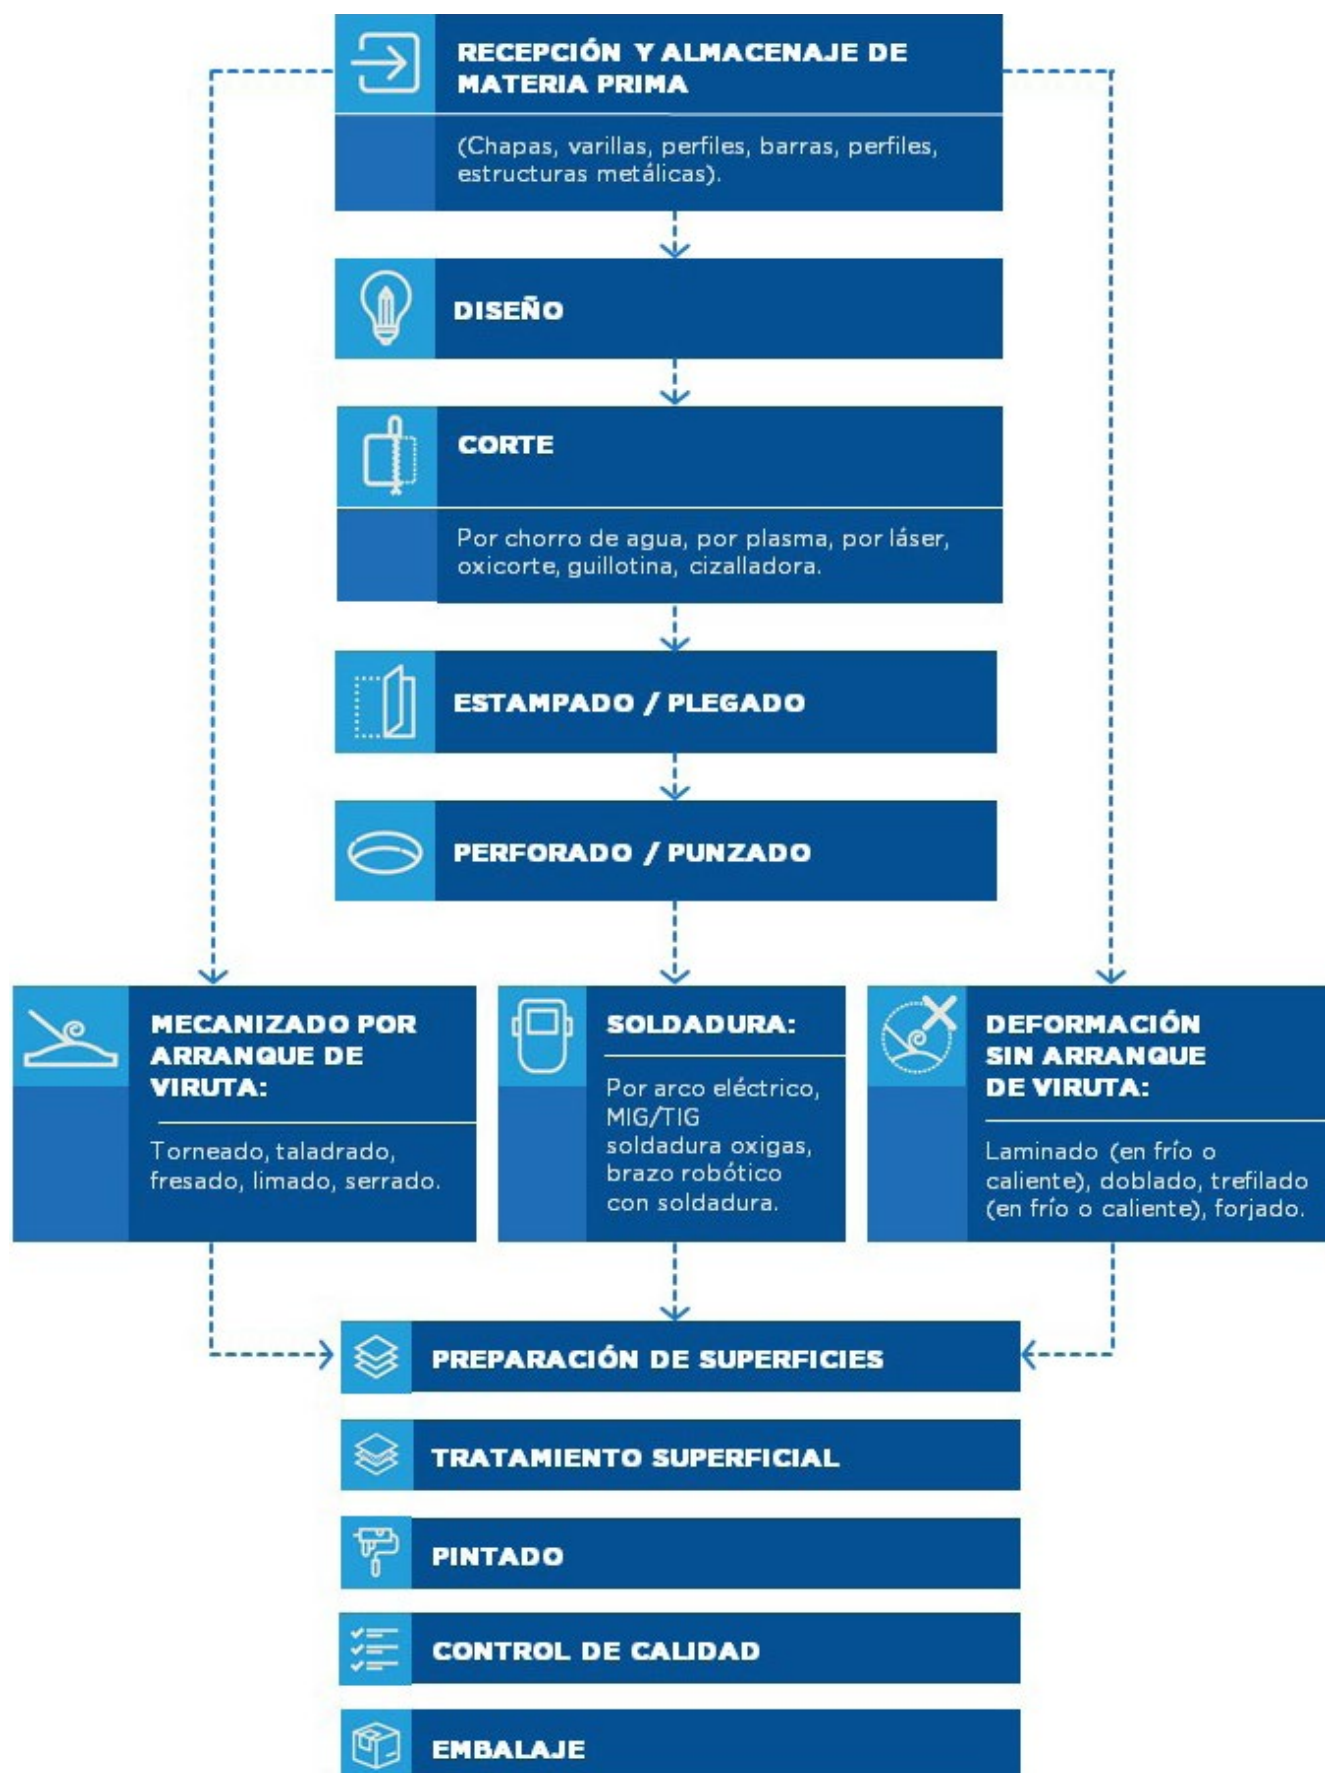 RECEPCIÓN Y ALMACENAJE DE
MATERIA PRIMA
(Chapas, varillas, perfiles, barras, perfiles,
estructuras metálicas).
DISEÑO
CORTE
Por chorro de agua, por plasma, por láser,
oxicorte, guillotina, cizalladora.
ESTAMPADO / PLEGADO
PERFORADO / PUNZADO
MECANIZADO POR
ARRANQUE DE
VIRUTA:
Torneado, taladrado,
fresado, limado, serrado.
SOLDADURA:
Por arco eléctrico,
MIG/TIG
soldadura oxigas,
brazo robótico
con soldadura.
DEFORMACIÓN
SIN ARRANQUE
DE VIRUTA:
Laminado (en frío o
caliente), doblado, trefilado
(en frío o caliente), forjado.
PREPARACIÓN DE SUPERFICIES
TRATAMIENTO SUPERFICIAL
PINTADO
CONTROL DE CALIDAD
EMBALAJE